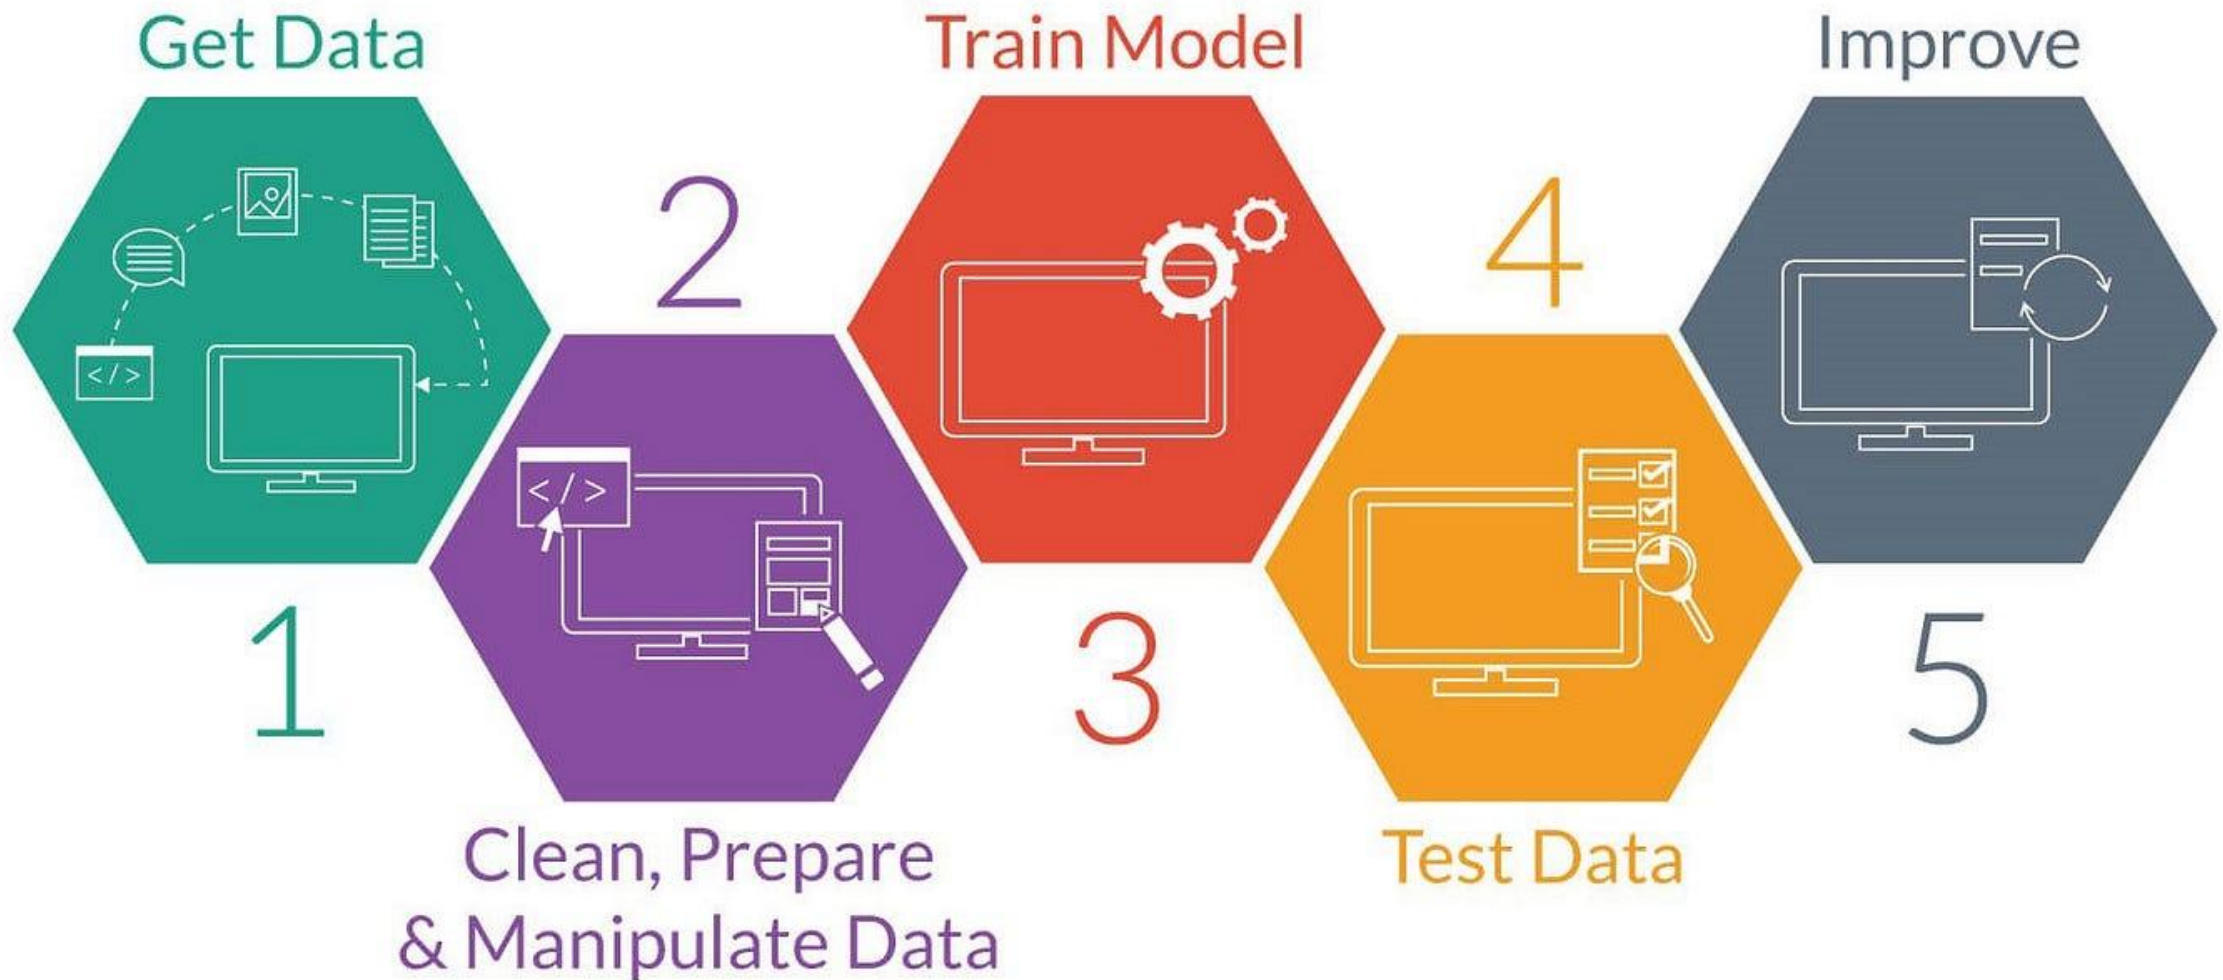 Get Data
1
2
Clean, Prepare
& Manipulate Data
Train Model
3
4
Test Data
Improve
5
</>
</>